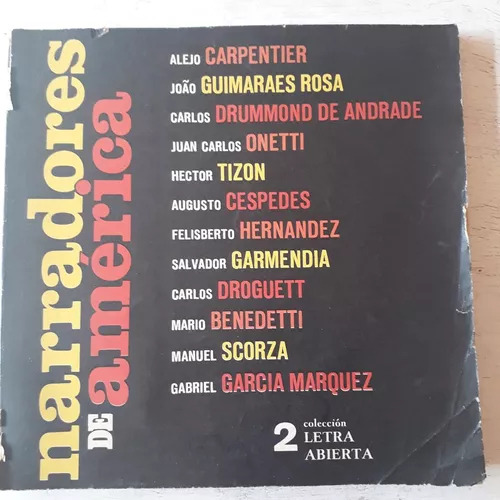 narradores
DE américa
ALEJO CARPENTIER
JOÃO GUIMARAES ROSA
CARLOS DRUMMOND DE ANDRADE
JUAN CARLOS ONETTI
HECTOR TIZON
AUGUSTO CESPEDES
FELISBERTO HERNANDEZ
SALVADOR GARMENDIA
CARLOS DROGUETT
MARIO BENEDETTI
MANUEL SCORZA
GABRIEL GARCIA MARQUEZ
2 colección
LETRA
ABIERTA